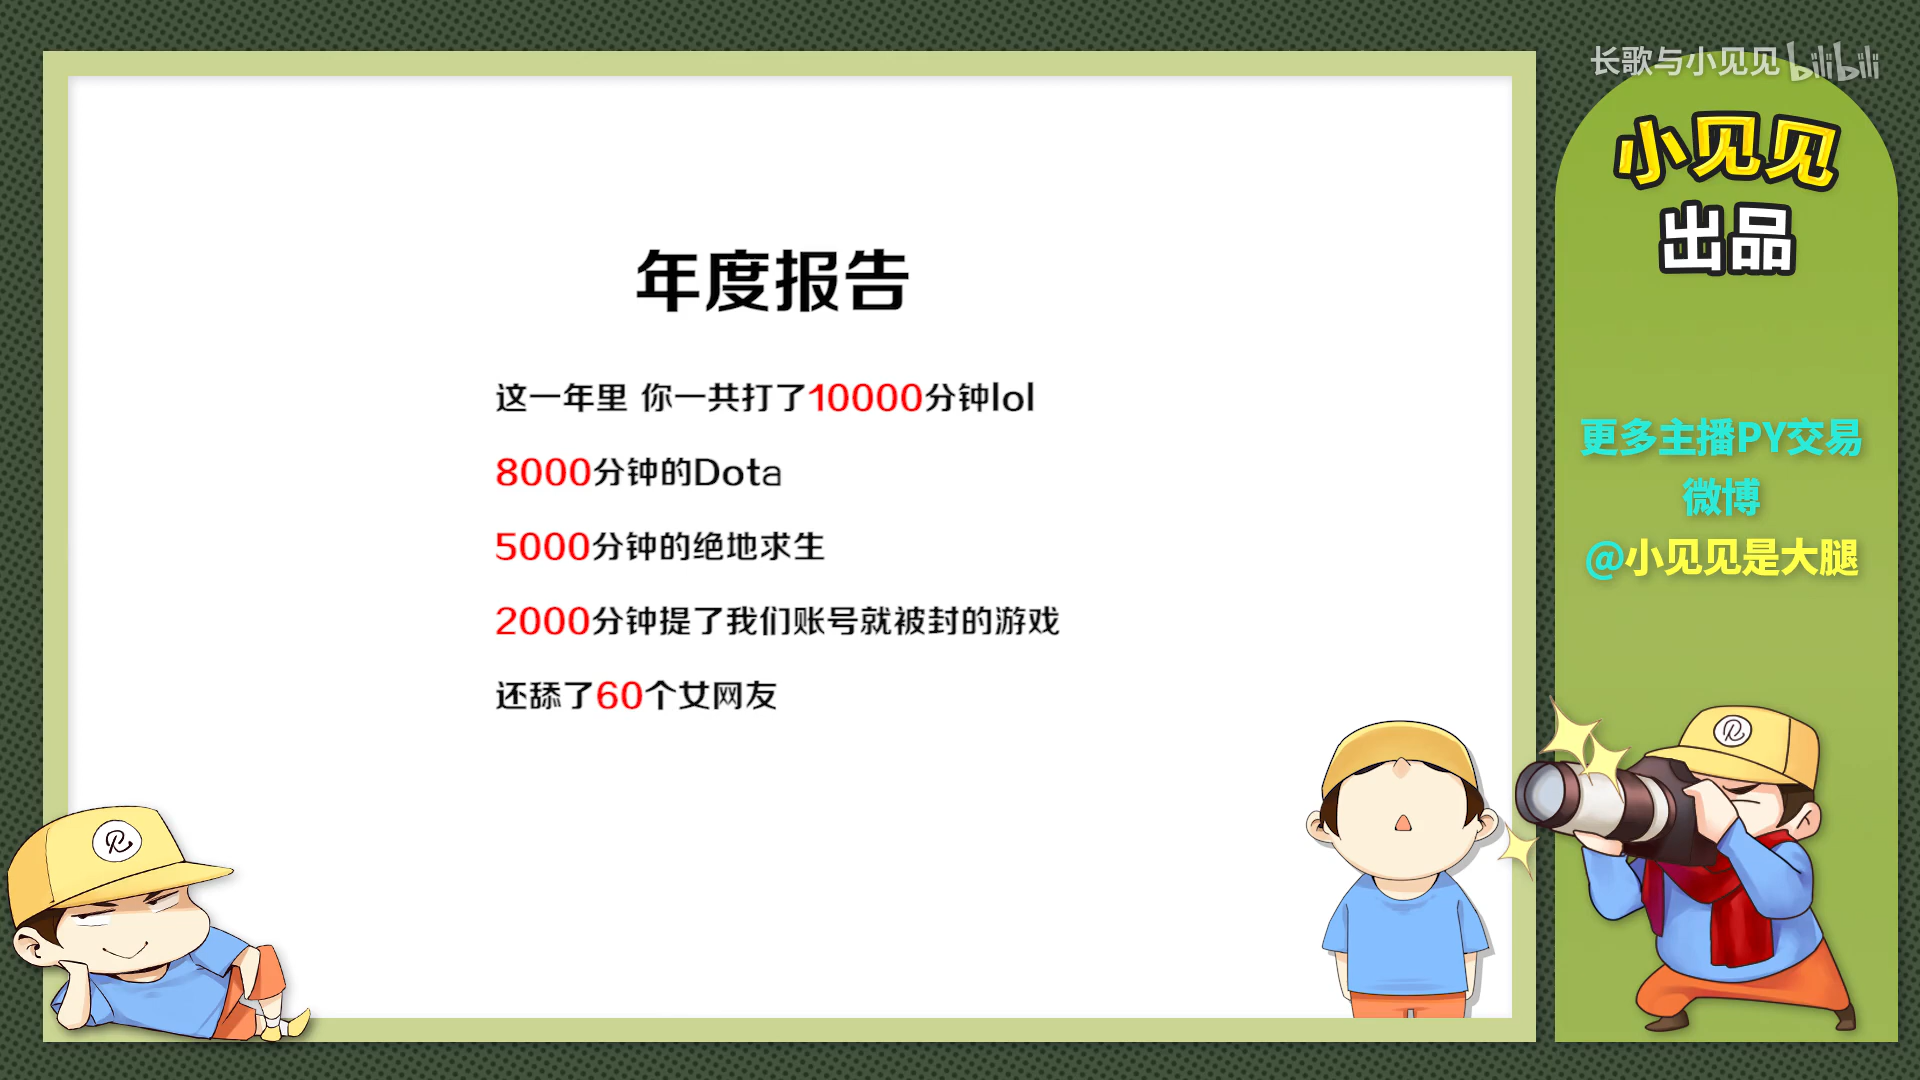 年度报告
这一年里 你一共打了10000分钟lol
8000分钟的Dota
5000分钟的绝地求生
2000分钟提了我们账号就被封的游戏
还舔了60个女网友
长歌与小见见 bilibili
小见见
出品
更多主播PY交易
微博
@小见见是大腿
R
R